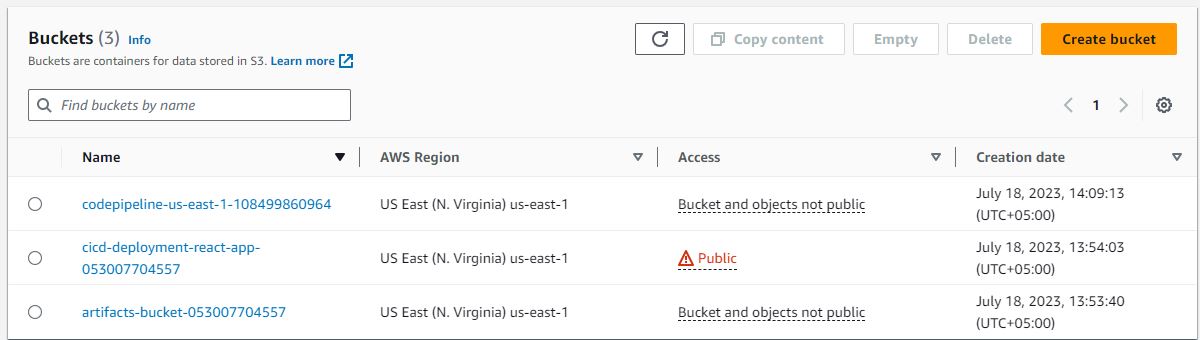 Buckets (3) Info
Copy content Empty Delete Create bucket
Buckets are containers for data stored in S3. Learn more
Find buckets by name
1
Name AWS Region Access Creation date
codepipeline-us-east-1-108499860964 US East (N. Virginia) us-east-1 Bucket and objects not public July 18, 2023, 14:09:13
(UTC+05:00)
cicd-deployment-react-app-
053007704557 US East (N. Virginia) us-east-1 Public July 18, 2023, 13:54:03
(UTC+05:00)
artifacts-bucket-053007704557 US East (N. Virginia) us-east-1 Bucket and objects not public July 18, 2023, 13:53:40
(UTC+05:00)